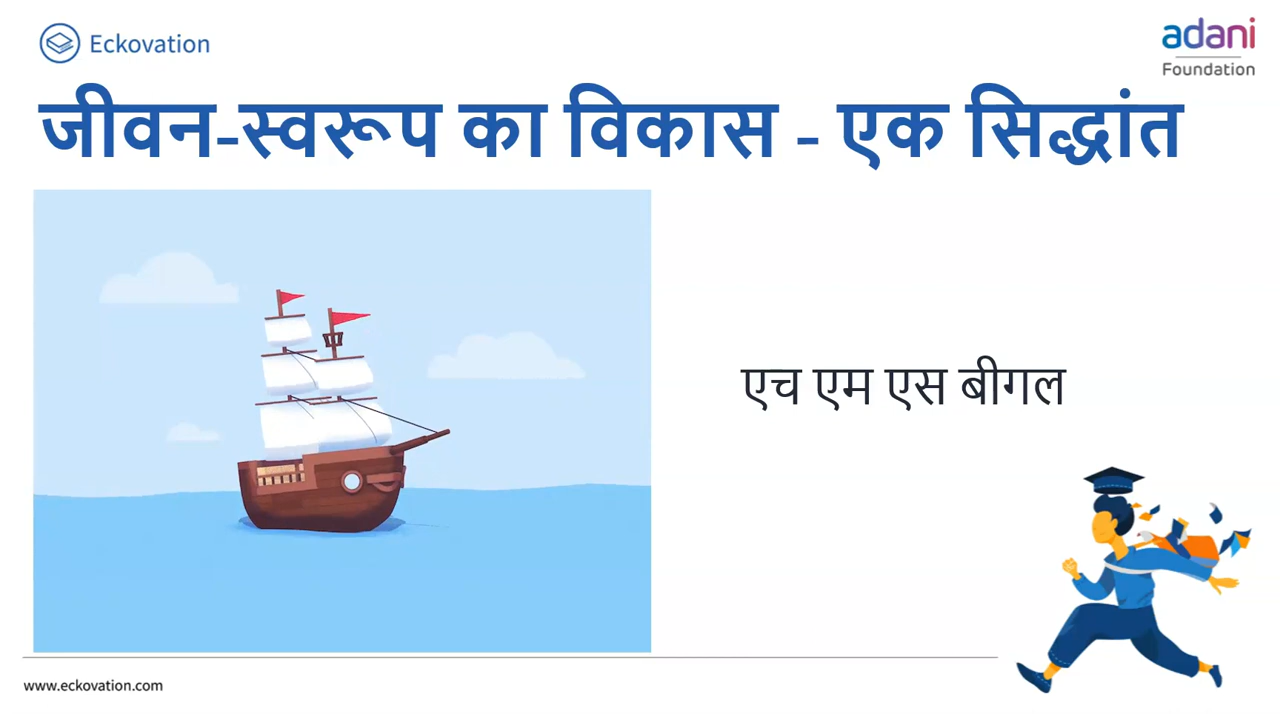 Eckovation
adani
Foundation
जीवन-स्वरूप का विकास - एक सिद्धांत
एच एम एस बीगल
www.eckovation.com